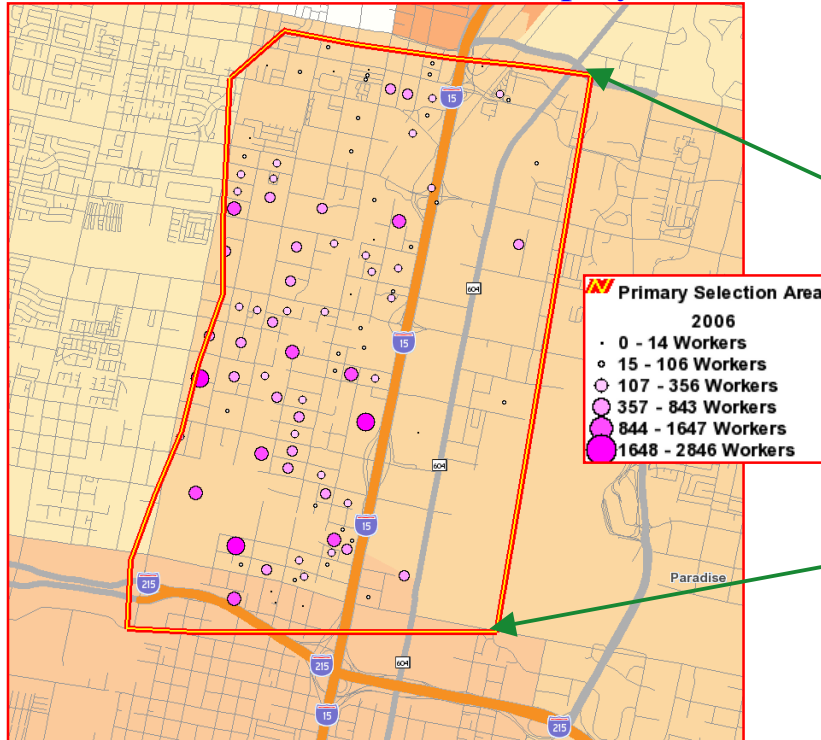 15
604
Primary Selection Area
2006
0 - 14 Workers
15 - 106 Workers
107 - 356 Workers
357 - 843 Workers
844 - 1647 Workers
1648 - 2846 Workers
15
604
15
Paradise
215
604
215
15
215